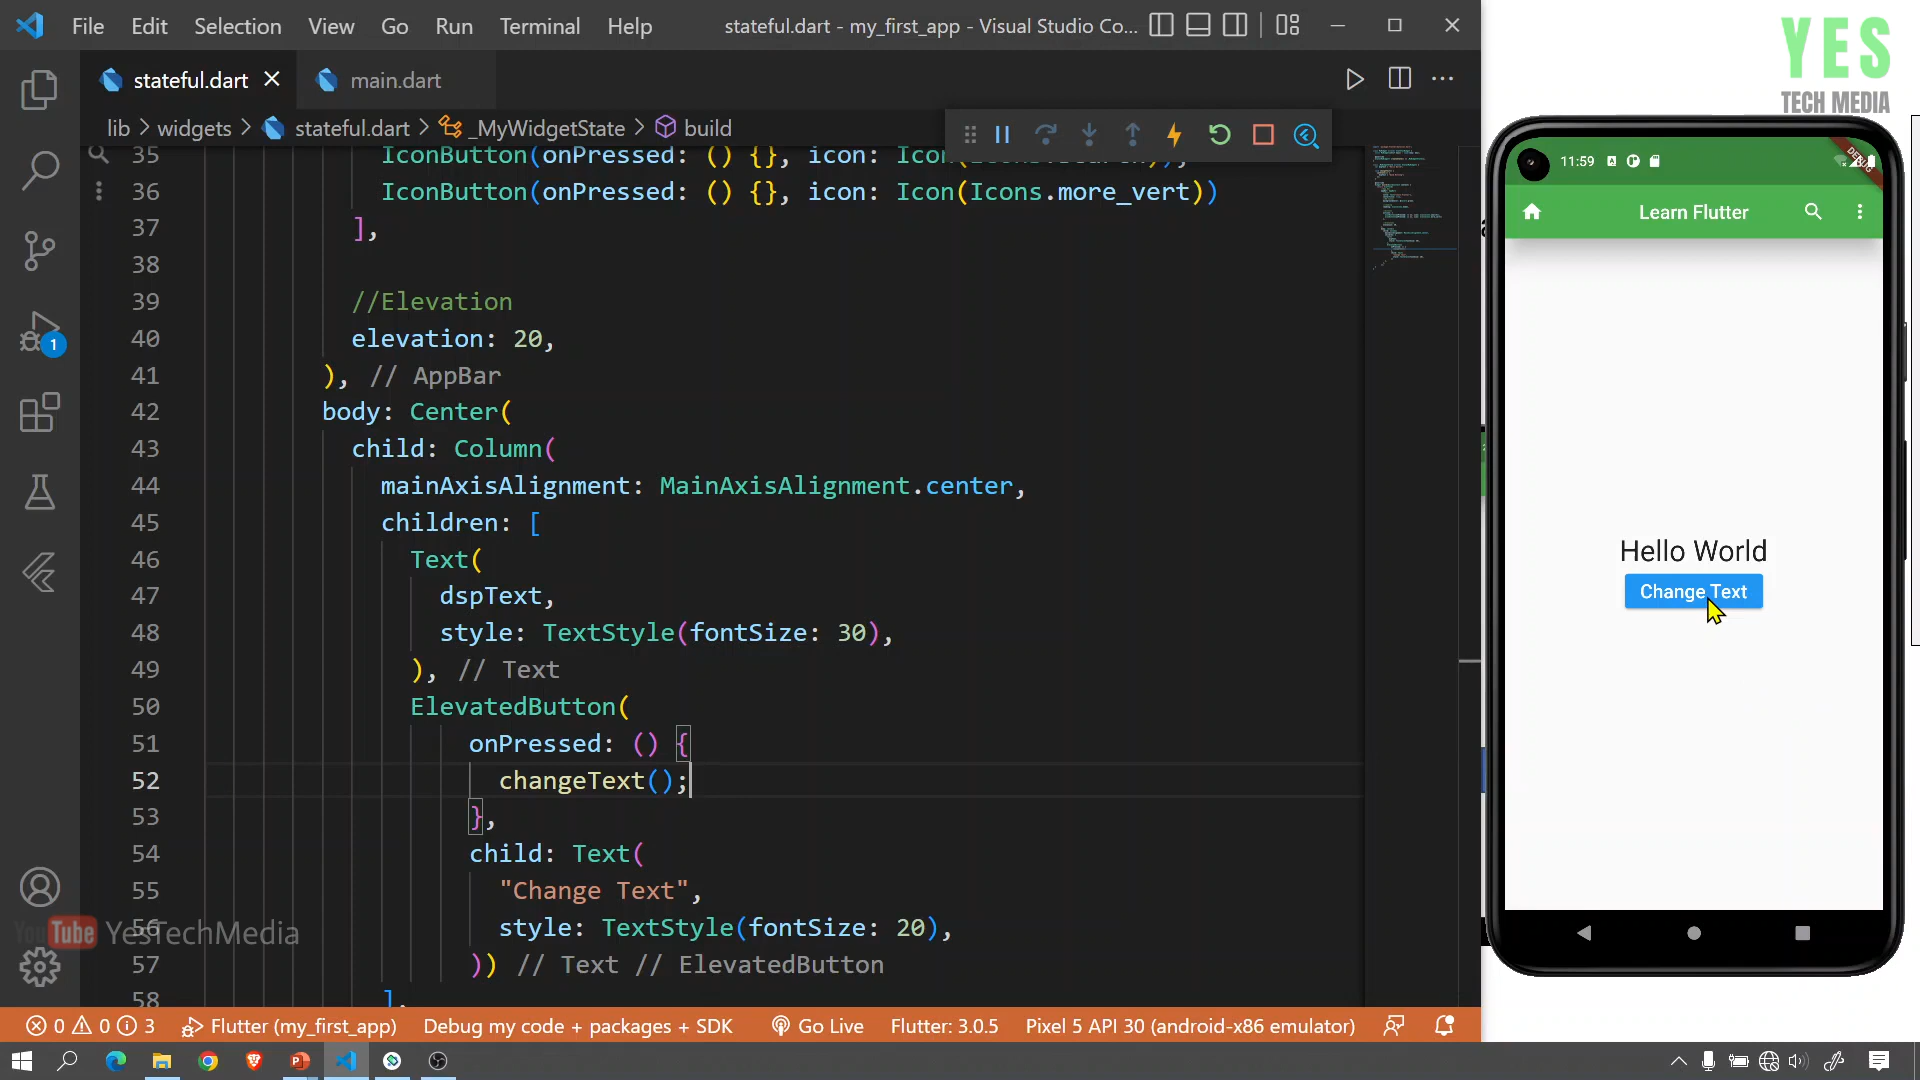 File Edit Selection View Go Run Terminal Help stateful.dart - my_first_app - Visual Studio Co...
stateful.dart main.dart
lib > widgets > stateful.dart > _MyWidgetState > build
35 IconButton(onPressed: () {},  icon: Icon(
36 IconButton(onPressed: () {}, icon: Icon(Icons.more_vert))
37 ],
38
39 //Elevation
40 elevation: 20,
41 ), // AppBar
42 body: Center(
43 child: Column(
44 mainAxisAlignment: MainAxisAlignment.center,
45 children: [
46 Text(
47 dspText,
48 style: TextStyle(fontSize: 30),
49 ), // Text
50 ElevatedButton(
51 onPressed: () {
52 changeText();
53 },
54 child: Text(
55 "Change Text",
56 style: TextStyle(fontSize: 20),
57 )) // Text // ElevatedButton
58 ],
1
YouTube YesTechMedia
0 0 3 Flutter (my_first_app) Debug my code + packages + SDK Go Live Flutter: 3.0.5 Pixel 5 API 30 (android-x86 emulator)
YES
TECH MEDIA
11:59
DEBUG
Learn Flutter
Hello World
Change Text